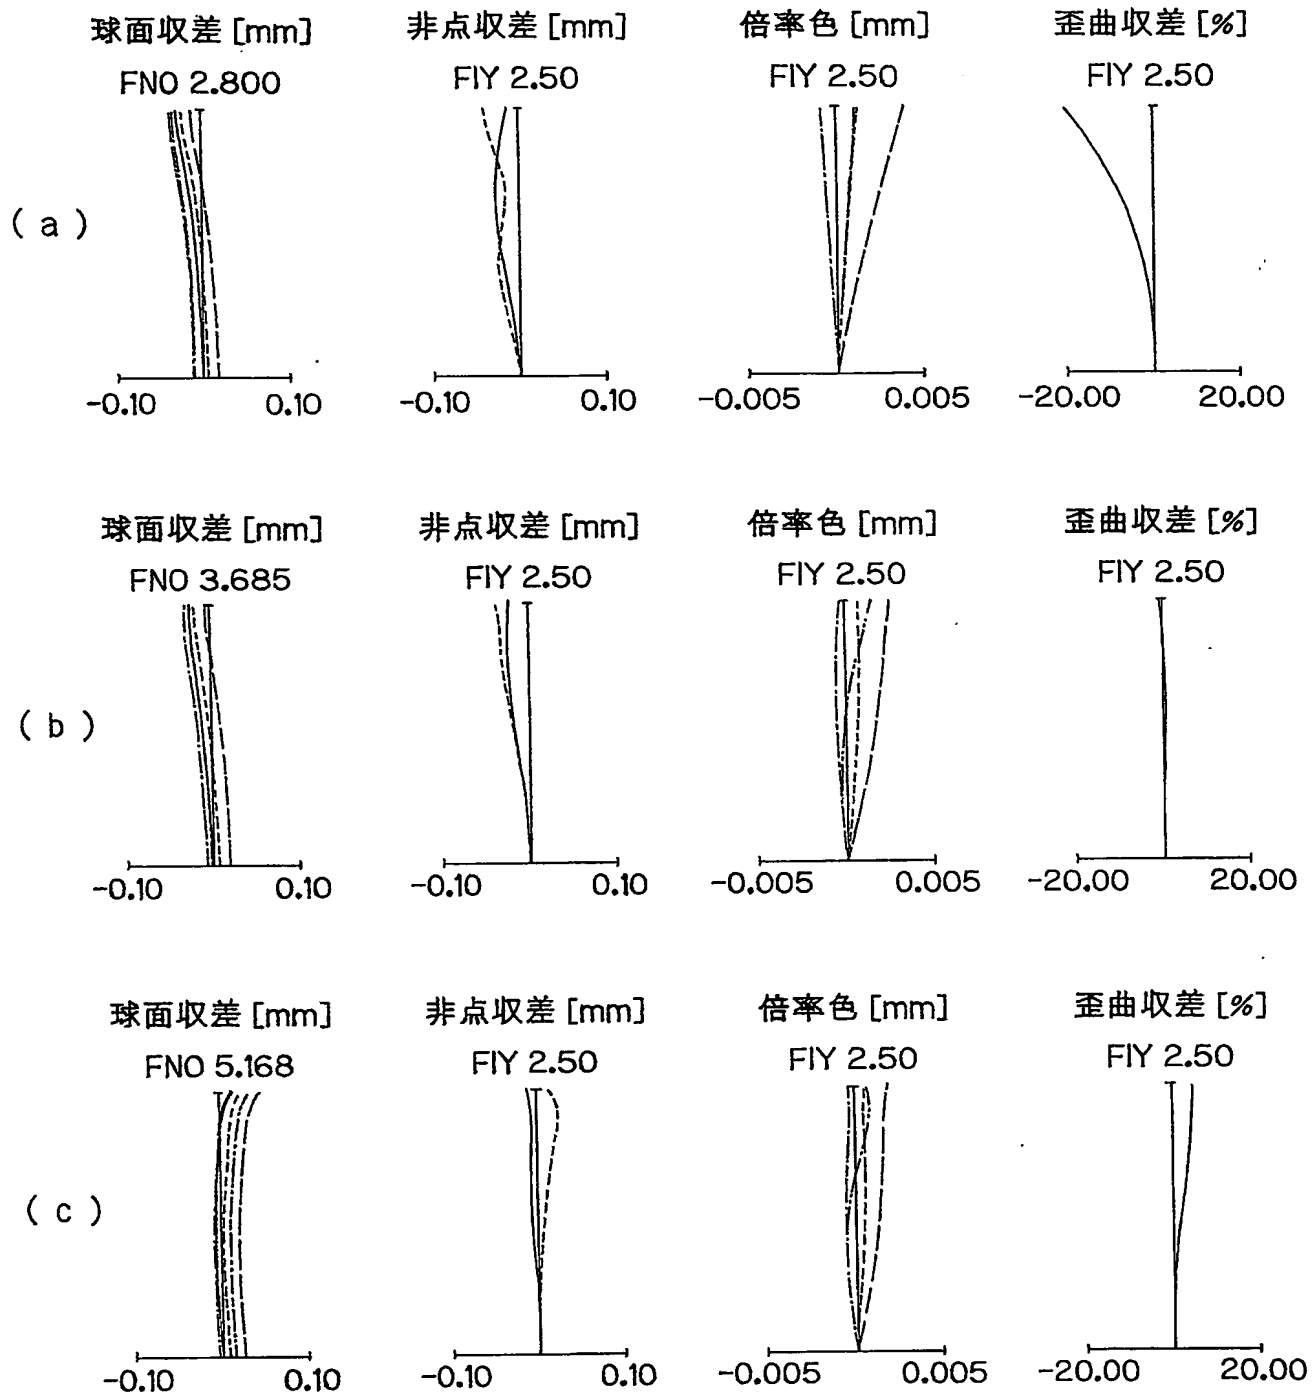 球面収差 [mm] 非点収差 [mm] 倍率色 [mm] 歪曲収差 [%]
FNO 2.800 FIY 2.50 FIY 2.50 FIY 2.50
(a)
-0.10 0.10 -0.10 0.10 -0.005 0.005 -20.00 20.00
球面収差 [mm] 非点収差 [mm] 倍率色 [mm] 歪曲収差 [%]
FNO 3.685 FIY 2.50 FIY 2.50 FIY 2.50
(b)
-0.10 0.10 -0.10 0.10 -0.005 0.005 -20.00 20.00
球面収差 [mm] 非点収差 [mm] 倍率色 [mm] 歪曲収差 [%]
FNO 5.168 FIY 2.50 FIY 2.50 FIY 2.50
(c)
-0.10 0.10 -0.10 0.10 -0.005 0.005 -20.00 20.00